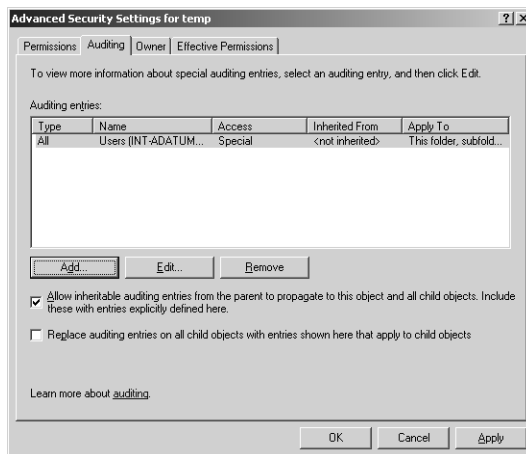 Advanced Security Settings for temp
Permissions Auditing Owner Effective Permissions
To view more information about special auditing entries, select an auditing entry, and then click Edit.
Auditing entries:
Type Name Access Inherited From Apply To
All Users (INT-ADATUM... Special <not inherited> This folder, subfold...
Add... Edit... Remove
Allow inheritable auditing entries from the parent to propagate to this object and all child objects. Include
these with entries explicitly defined here.
Replace auditing entries on all child objects with entries shown here that apply to child objects
Learn more about auditing.
OK Cancel Apply